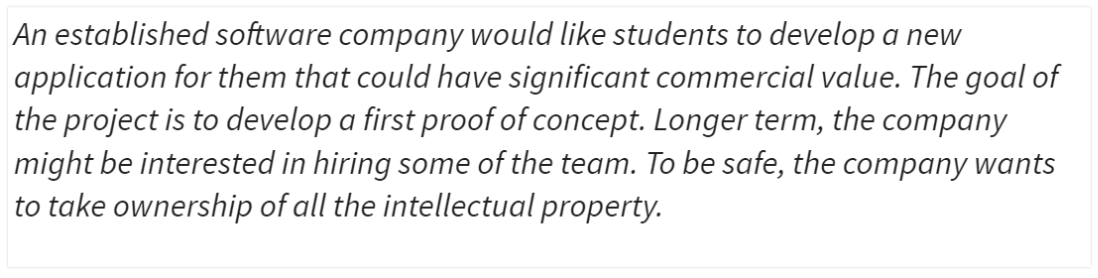 An established software company would like students to develop a new
application for them that could have significant commercial value. The goal of
the project is to develop a first proof of concept. Longer term, the company
might be interested in hiring some of the team. To be safe, the company wants
to take ownership of all the intellectual property.